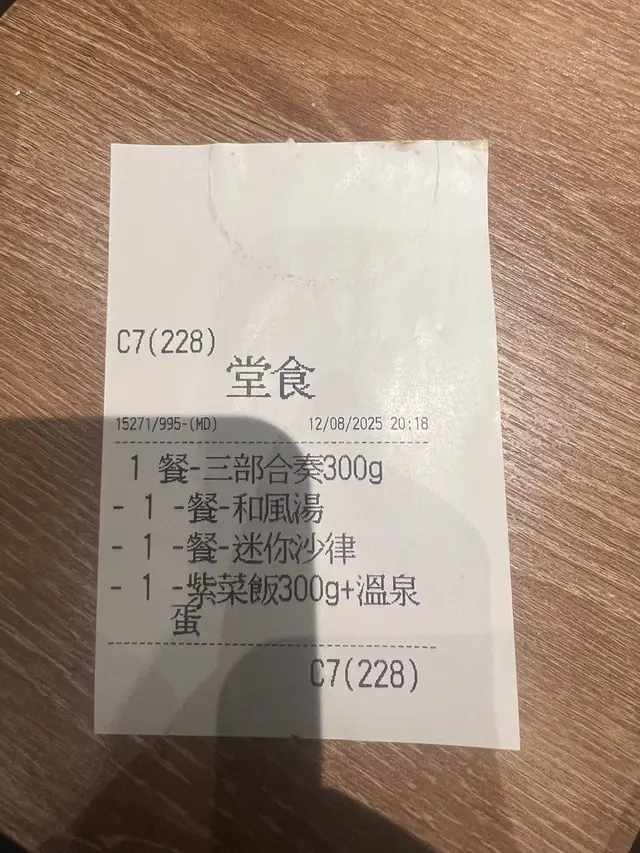 C7(228)
堂食
15271/995-(MD) 12/08/2025 20:18
1 餐-三部合奏300g
- 1 -餐-和風湯
- 1 -餐-迷你沙律
- 1 -紫菜飯300g+溫泉
蛋
C7(228)